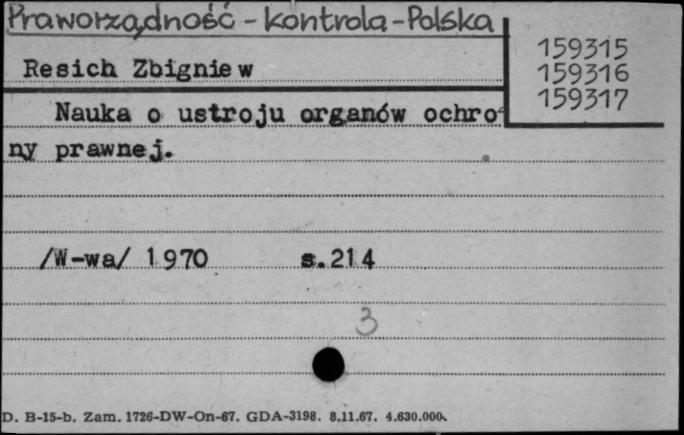 Praworządność - kontrola - Polska
159315
Resich Zbigniew
159316
159317
Nauka o ustroju organów ochro-
ny prawnej.
/W-wa/ 1970 s.214
3
D. B-15-b. Zam. 1726-DW-On-67. GDA-3198. 8.11.67. 4.630.000.